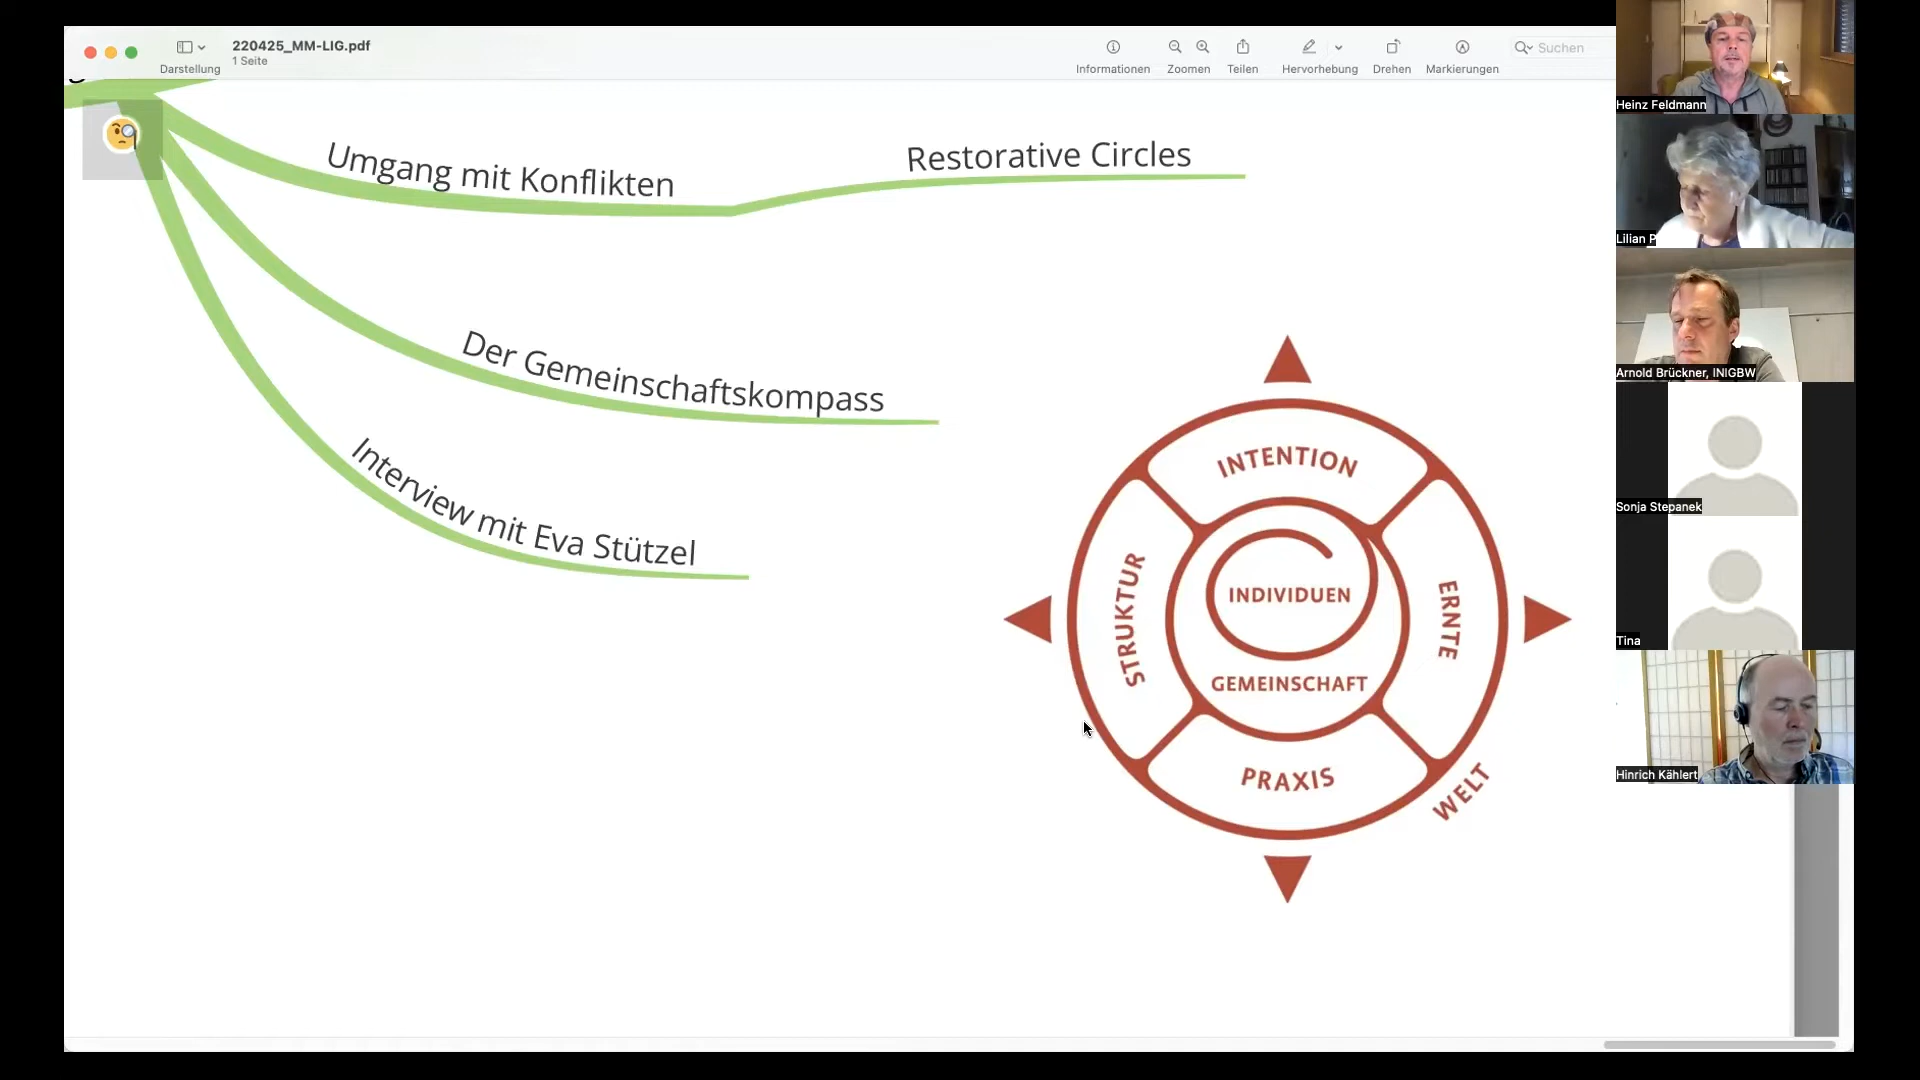 220425_MM-LIG.pdf
1 Seite
Darstellung
Informationen
Zoomen
Teilen
Hervorhebung
Drehen
Markierungen
Suchen
Umgang mit Konflikten
Restorative Circles
Der Gemeinschaftskompass
Interview mit Eva Stützel
INTENTION
STRUKTUR
INDIVIDUEN
ERNTE
GEMEINSCHAFT
PRAXIS
WELT
Heinz Feldmann
Lilian P
Arnold Brückner, INIGBW
Sonja Stepanek
Tina
Hinrich Kählert